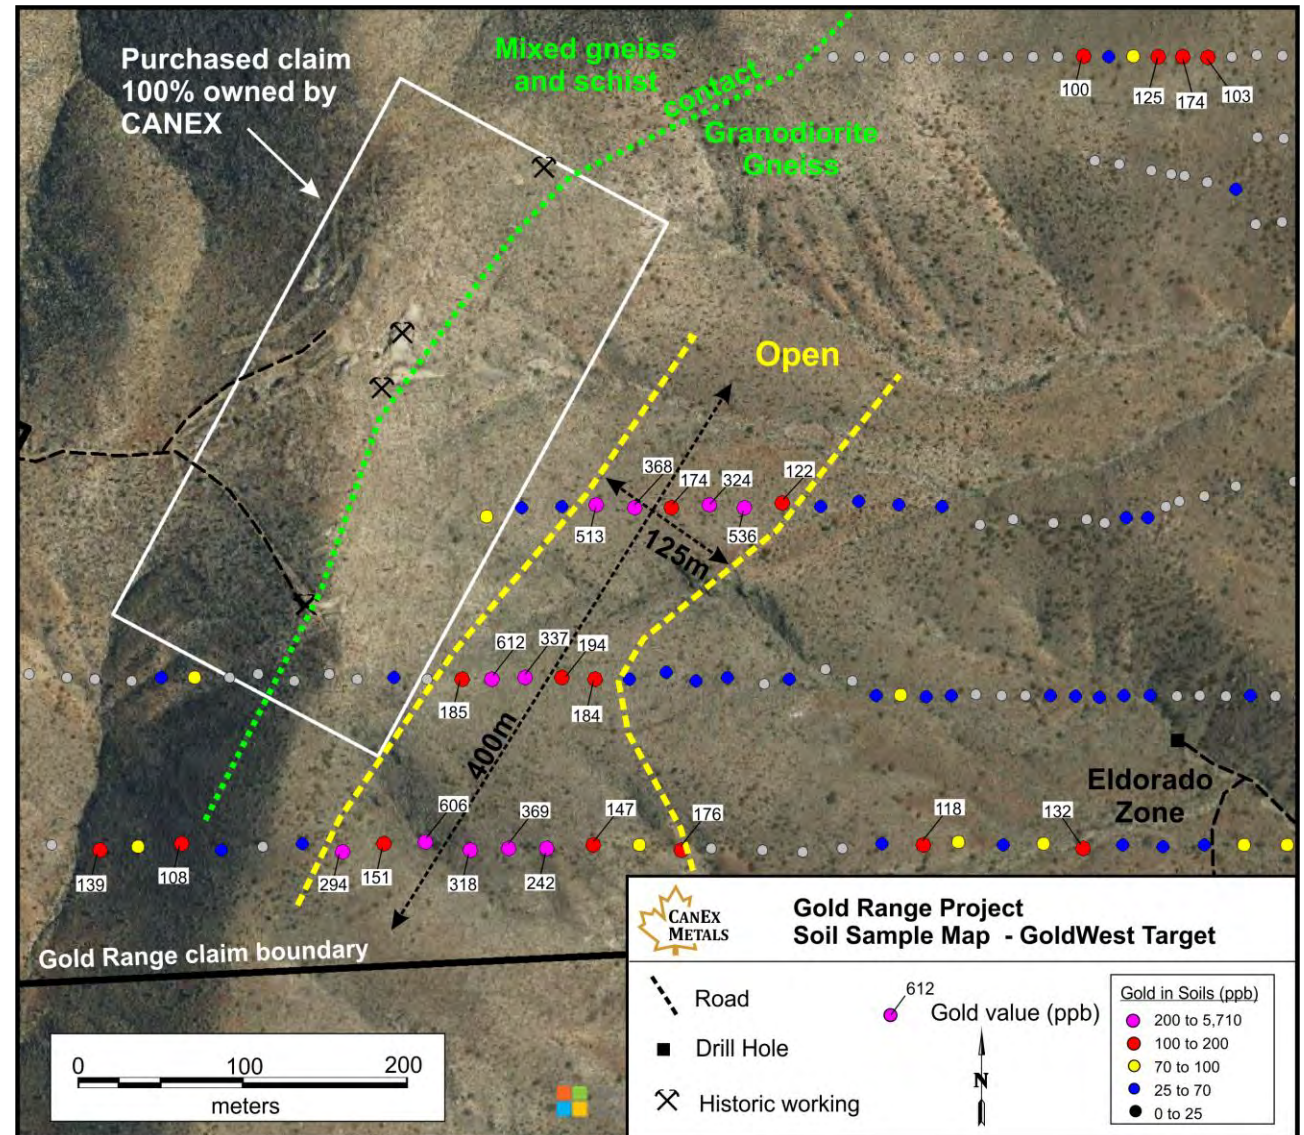 Purchased claim
100% owned by
CANEX
Mixed gneiss
and schist
contact
Granodiorite
Gneiss
100
125
174
103
Open
368
174
324
122
513
536
125m
612
337
194
185
184
400m
Eldorado
Zone
606
369
147
176
118
132
139
108
294
151
318
242
Gold Range claim boundary
0 100 200
meters
CANEX
METALS
Gold Range Project
Soil Sample Map - GoldWest Target
Road
Drill Hole
Historic working
612
Gold value (ppb)
N
Gold in Soils (ppb)
200 to 5,710
100 to 200
70 to 100
25 to 70
0 to 25